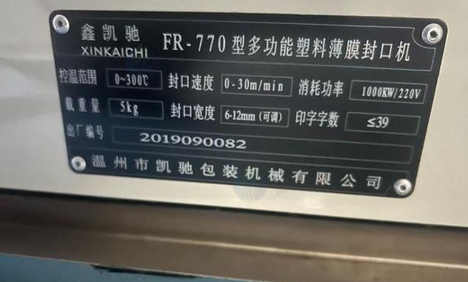 鑫凯驰 FR-770型多功能塑料薄膜封口机
XINKAICHI
控温范围 0~300℃ 封口速度 0-30m/min 消耗功率 1000KW/220V
载重量 5kg 封口宽度 6-12mm(可调) 印字字数 ≤39
出厂编号 2019090082
温州市凯驰包装机械有限公司